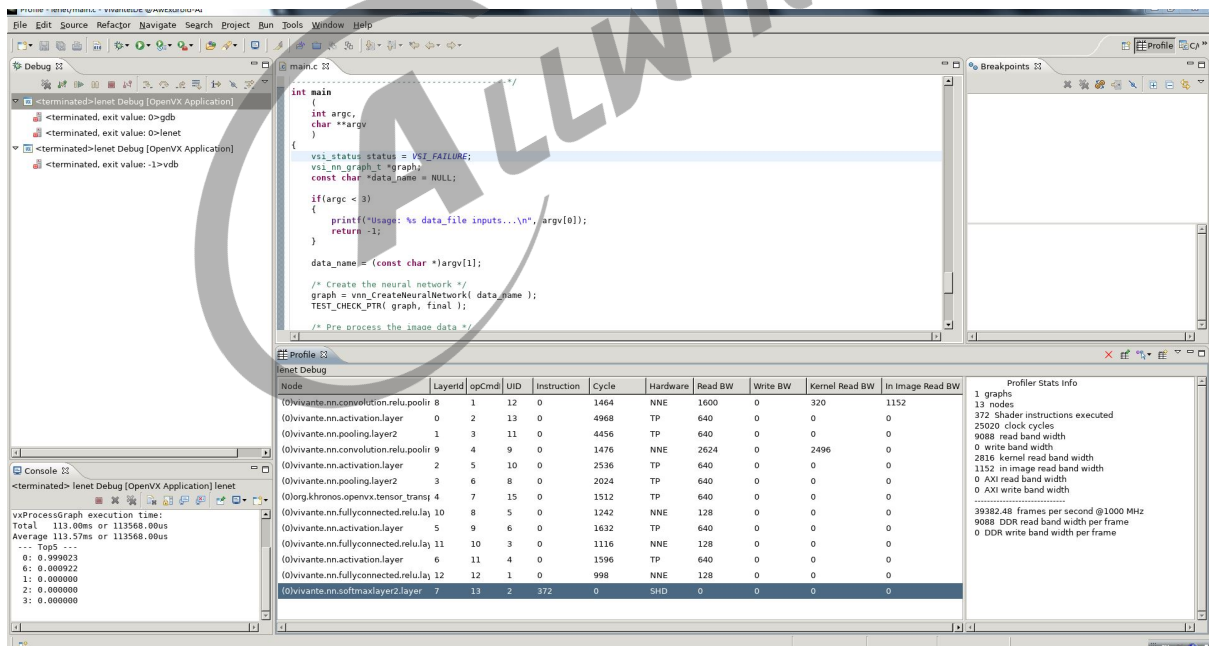 Profile - lenet/main.c - VivanteIDE @AwExdroid-AI
File Edit Source Refactor Navigate Search Project Run Tools Window Help
Profile C/
Debug
<terminated>lenet Debug [OpenVX Application]
<terminated, exit value: 0>gdb
<terminated, exit value: 0>lenet
<terminated>lenet Debug [OpenVX Application]
<terminated, exit value: -1>vdb
main.c
---------------------------------------------*/
int main
(
int argc,
char **argv
)
{
vsi_status status = VSI_FAILURE;
vsi_nn_graph_t *graph;
const char *data_name = NULL;
if(argc < 3)
{
printf("Usage: %s data_file inputs...\n", argv[0]);
return -1;
}
data_name = (const char *)argv[1];
/* Create the neural network */
graph = vnn_CreateNeuralNetwork( data_name );
TEST_CHECK_PTR( graph, final );
/* Pre process the image data */
Breakpoints
ALLWIN
Console
<terminated> lenet Debug [OpenVX Application] lenet
vxProcessGraph execution time:
Total 113.00ms or 113568.00us
Average 113.57ms or 113568.00us
--- Top5 ---
0: 0.999023
6: 0.000922
1: 0.000000
2: 0.000000
3: 0.000000
Profile
lenet Debug
Node LayerId opCmdI UID Instruction Cycle Hardware Read BW Write BW Kernel Read BW In Image Read BW
(0)vivante.nn.convolution.relu.poolir 8 1 12 0 1464 NNE 1600 0 320 1152
(0)vivante.nn.activation.layer 0 2 13 0 4968 TP 640 0 0 0
(0)vivante.nn.pooling.layer2 1 3 11 0 4456 TP 640 0 0 0
(0)vivante.nn.convolution.relu.poolir 9 4 9 0 1476 NNE 2624 0 2496 0
(0)vivante.nn.activation.layer 2 5 10 0 2536 TP 640 0 0 0
(0)vivante.nn.pooling.layer2 3 6 8 0 2024 TP 640 0 0 0
(0)org.khronos.openvx.tensor_transp 4 7 15 0 1512 TP 640 0 0 0
(0)vivante.nn.fullyconnected.relu.lay 10 8 5 0 1242 NNE 128 0 0 0
(0)vivante.nn.activation.layer 5 9 6 0 1632 TP 640 0 0 0
(0)vivante.nn.fullyconnected.relu.lay 11 10 3 0 1116 NNE 128 0 0 0
(0)vivante.nn.activation.layer 6 11 4 0 1596 TP 640 0 0 0
(0)vivante.nn.fullyconnected.relu.lay 12 12 1 0 998 NNE 128 0 0 0
(0)vivante.nn.softmaxlayer2.layer 7 13 2 372 0 SHD 0 0 0 0
Profiler Stats Info
1 graphs
13 nodes
372 Shader instructions executed
25020 clock cycles
9088 read band width
0 write band width
2816 kernel read band width
1152 in image read band width
0 AXI read band width
0 AXI write band width
----------------------------
39382.48 frames per second @1000 MHz
9088 DDR read band width per frame
0 DDR write band width per frame